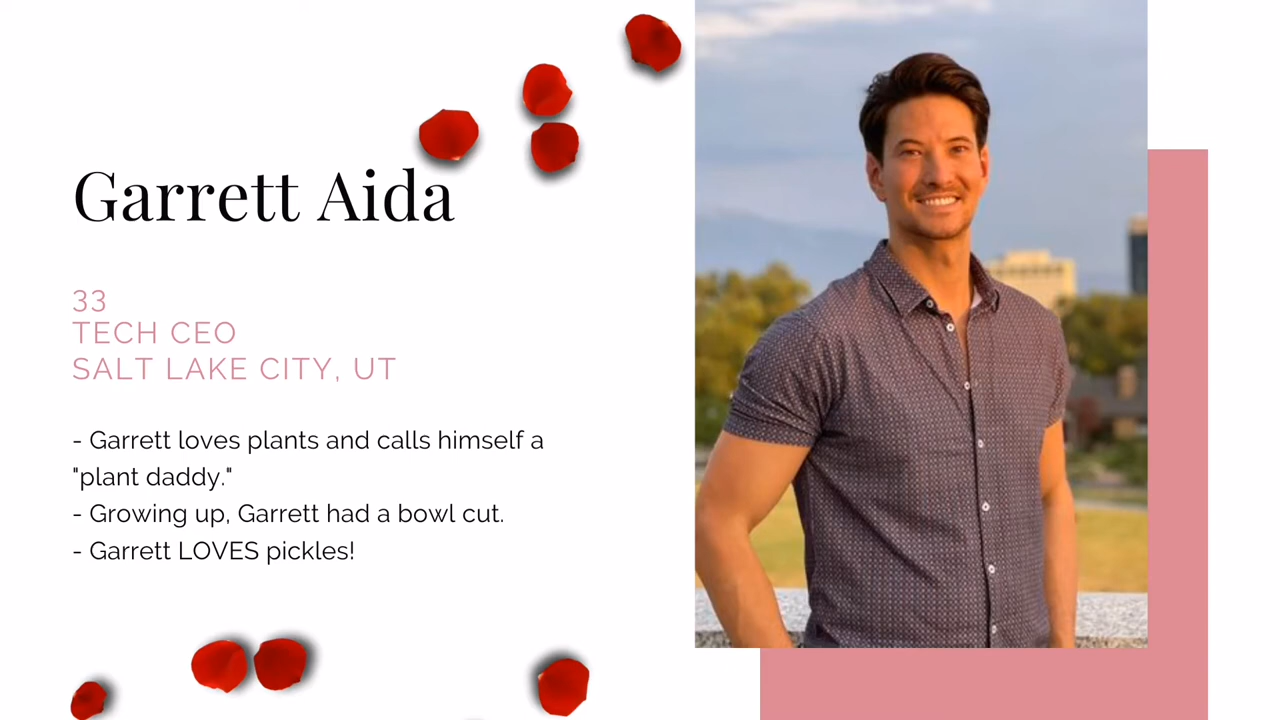 Garrett Aida
33
TECH CEO
SALT LAKE CITY, UT
- Garrett loves plants and calls himself a
"plant daddy."
- Growing up, Garrett had a bowl cut.
- Garrett LOVES pickles!